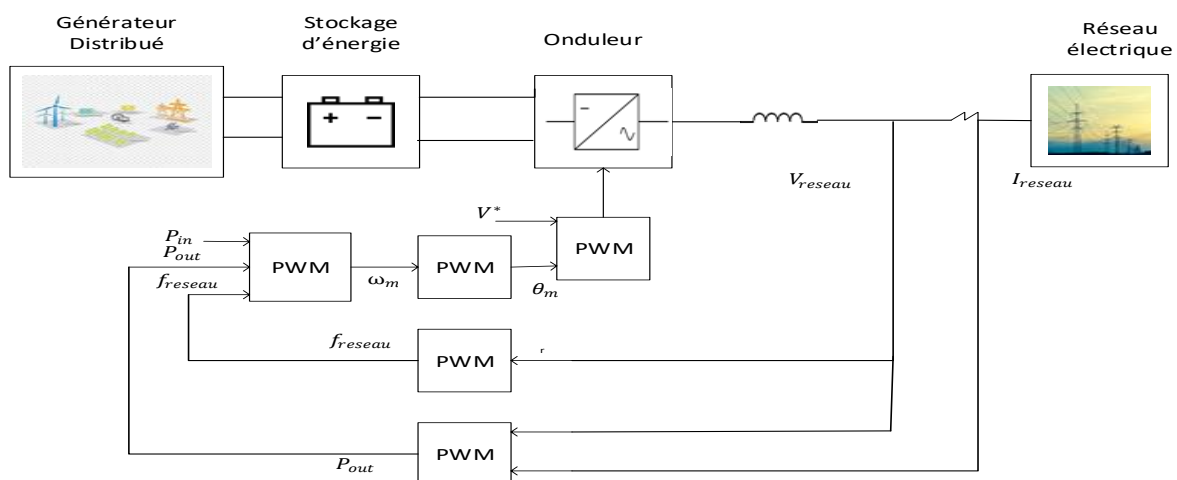 Générateur
Distribué
Stockage
d'énergie
Onduleur
Réseau
électrique
+ −
− ~
V_reseau
I_reseau
V*
PWM
P_in
P_out
f_reseau
PWM
ω_m
PWM
θ_m
f_reseau
PWM
r
P_out
PWM